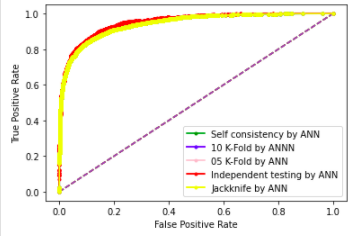 1.0
0.8
0.6
0.4
0.2
0.0
True Positive Rate
Self consistency by ANN
10 K-Fold by ANNN
05 K-Fold by ANN
Independent testing by ANN
Jackknife by ANN
0.0 0.2 0.4 0.6 0.8 1.0
False Positive Rate